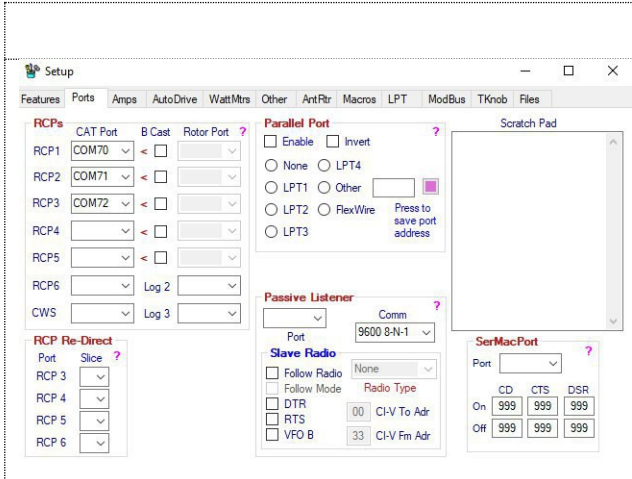 Setup
Features Ports Amps AutoDrive WattMtrs Other AntRtr Macros LPT ModBus TKnob Files
RCPs
CAT Port B Cast Rotor Port ?
RCP1 COM70 <
RCP2 COM71 <
RCP3 COM72 <
RCP4 <
RCP5 <
RCP6 Log 2
CWS Log 3
RCP Re-Direct
Port Slice ?
RCP 3
RCP 4
RCP 5
RCP 6
Parallel Port ?
Enable Invert
None LPT4
LPT1 Other
LPT2 FlexWire
LPT3
Press to
save port
address
Passive Listener ?
Comm
9600 8-N-1
Port
Slave Radio
Follow Radio None
Follow Mode Radio Type
DTR
RTS
VFO B
00 CI-V To Adr
33 CI-V Fm Adr
Scratch Pad
SerMacPort
Port ?
CD CTS DSR
On 999 999 999
Off 999 999 999